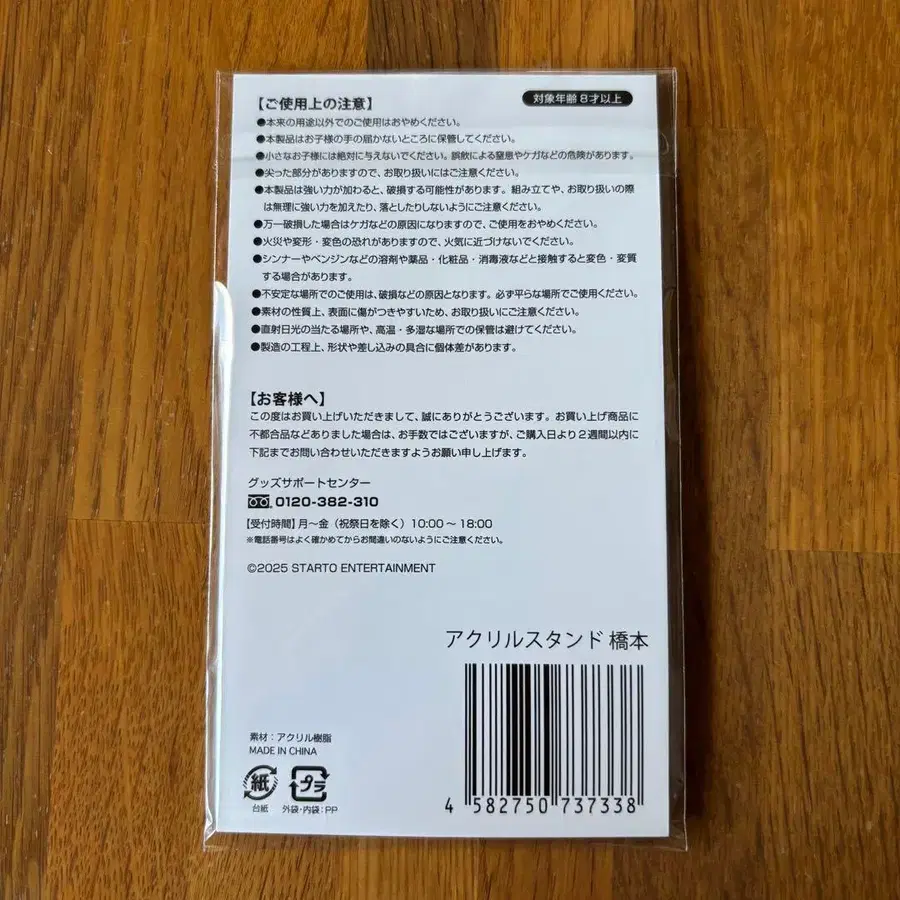 【ご使用上の注意】
対象年齢8才以上
●本来の用途以外でのご使用はおやめください。
●本製品はお子様の手の届かないところに保管してください。
●小さなお子様には絶対に与えないでください。誤飲による窒息やケガなどの危険があります。
●尖った部分がありますので、お取り扱いにはご注意ください。
●本製品は強い力が加わると、破損する可能性があります。組み立てや、お取り扱いの際
は無理に強い力を加えたり、落としたりしないようにご注意ください。
●万一破損した場合はケガなどの原因になりますので、ご使用をおやめください。
●火災や変形・変色の恐れがありますので、火気に近づけないでください。
●シンナーやベンジンなどの溶剤や薬品・化粧品・消毒液などと接触すると変色・変質
する場合があります。
●不安定な場所でのご使用は、破損などの原因となります。必ず平らな場所でご使用ください。
●素材の性質上、表面に傷がつきやすいため、お取り扱いにご注意ください。
●直射日光の当たる場所や、高温・多湿な場所での保管は避けてください。
●製造の工程上、形状や差し込みの具合に個体差があります。
【お客様へ】
この度はお買い上げいただきまして、誠にありがとうございます。お買い上げ商品に
不都合品などありました場合は、お手数ではございますが、ご購入日より2週間以内に
下記までお問い合わせいただきますようお願い申し上げます。
グッズサポートセンター
0120-382-310
【受付時間】月〜金（祝祭日を除く）10:00〜18:00
※電話番号はよく確かめてからお間違いのないようにご注意ください。
©2025 STARTO ENTERTAINMENT
アクリルスタンド 橋本
素材：アクリル樹脂
MADE IN CHINA
紙
プラ
台紙
外袋・内袋：PP
4 582750 737338